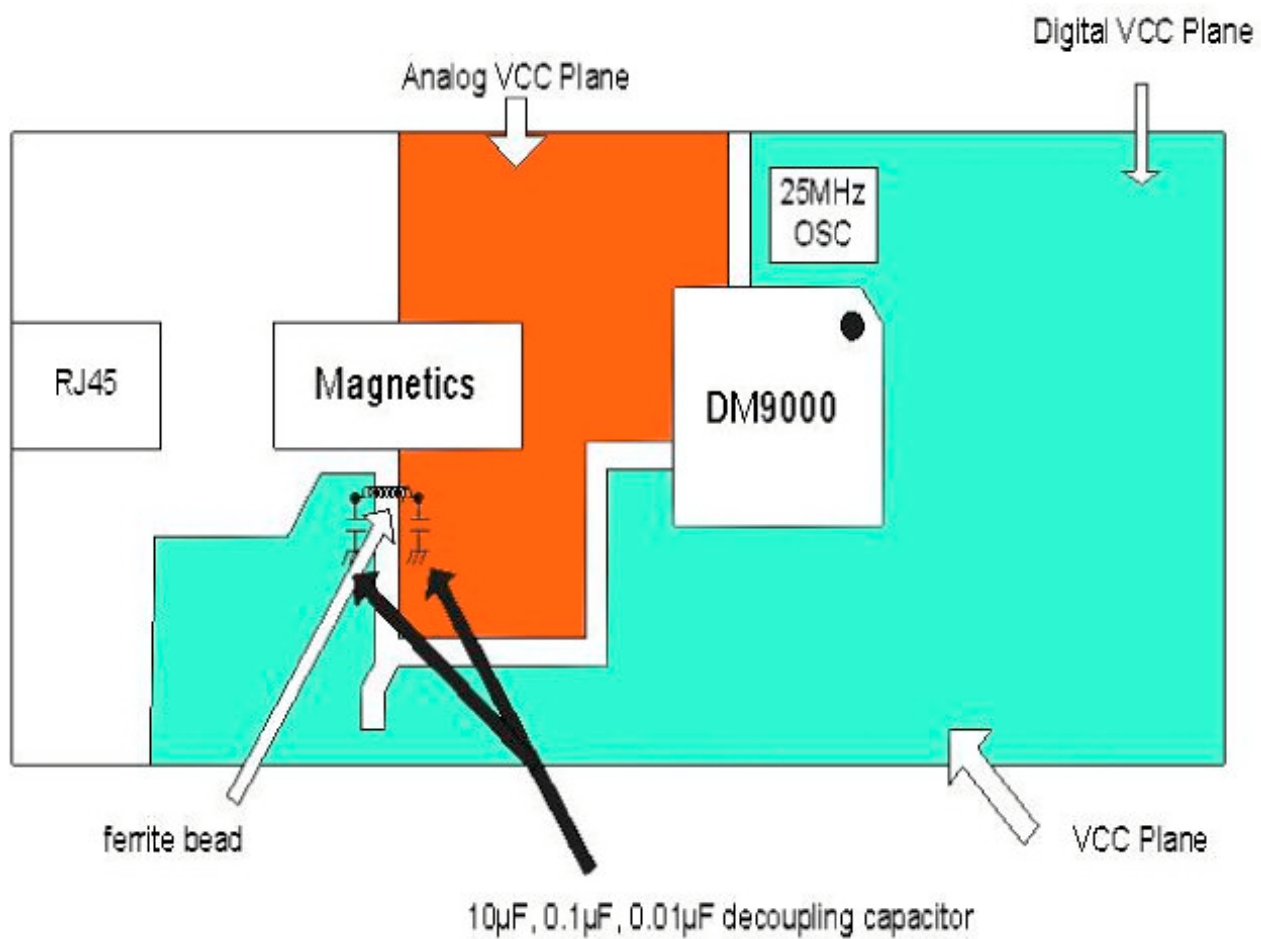 Digital VCC Plane
Analog VCC Plane
25MHz
OSC
RJ45
Magnetics
DM9000
ferrite bead
VCC Plane
10µF, 0.1µF, 0.01µF decoupling capacitor